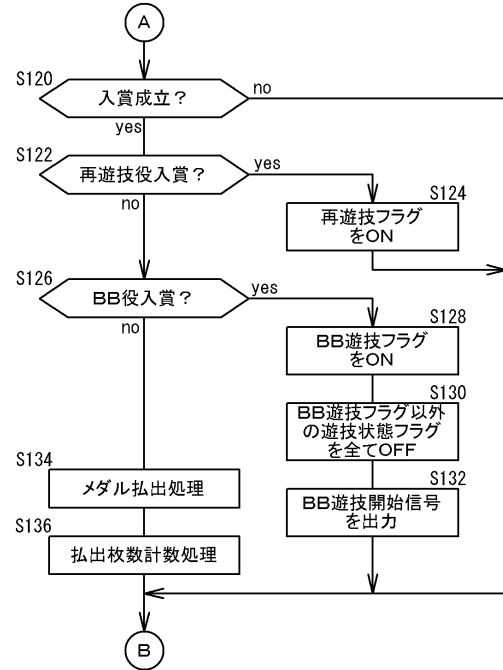 A
S120
入賞成立？
no
yes
S122
再遊技役入賞？
yes
no
S124
再遊技フラグ
をON
S126
BB役入賞？
yes
no
S128
BB遊技フラグ
をON
S130
BB遊技フラグ以外
の遊技状態フラグ
を全てOFF
S132
BB遊技開始信号
を出力
S134
メダル払出処理
S136
払出枚数計数処理
B